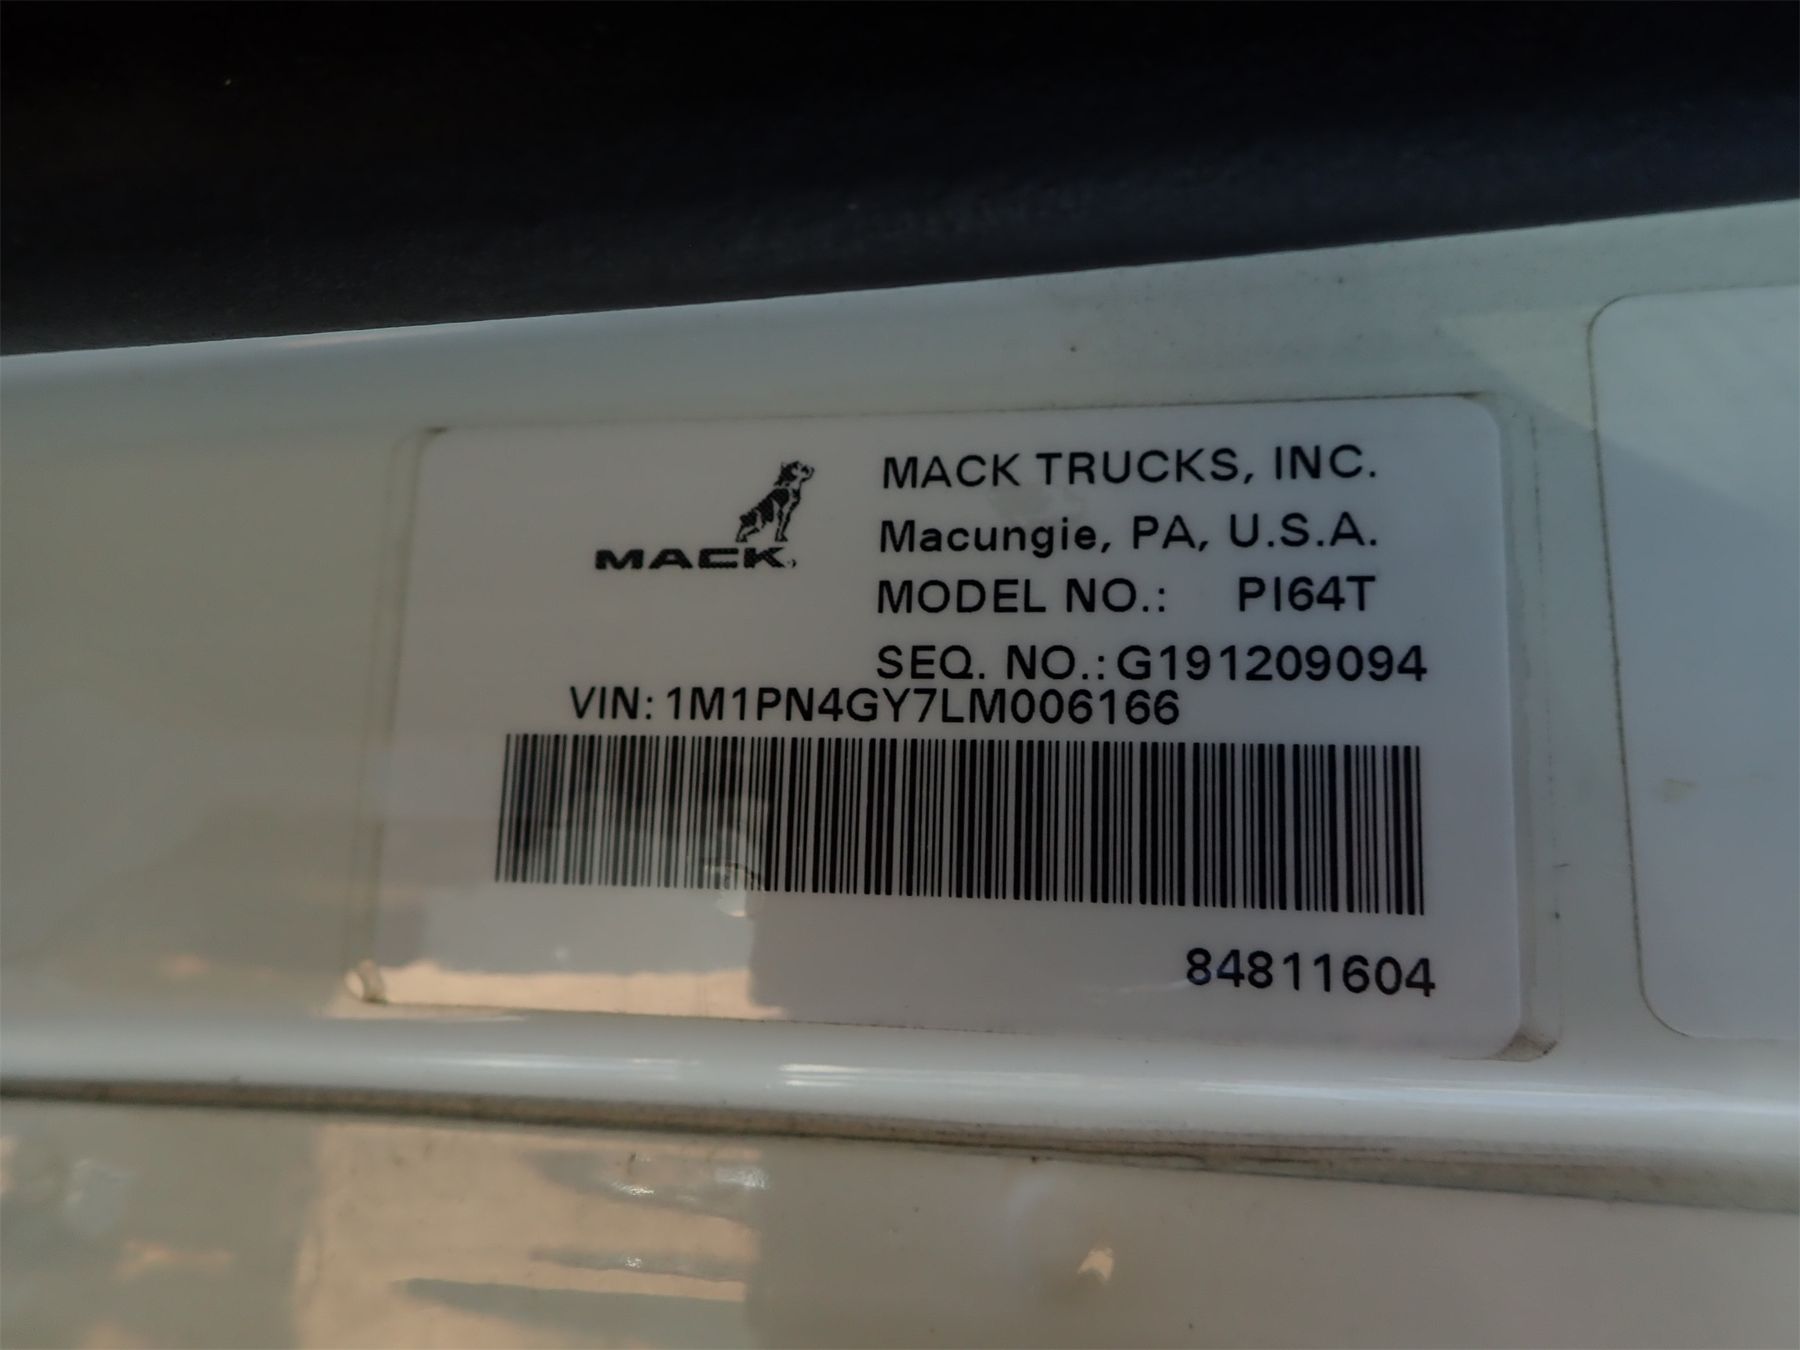 MACK
MACK TRUCKS, INC.
Macungie, PA, U.S.A.
MODEL NO.: PI64T
SEQ. NO.: G191209094
VIN: 1M1PN4GY7LM006166
84811604